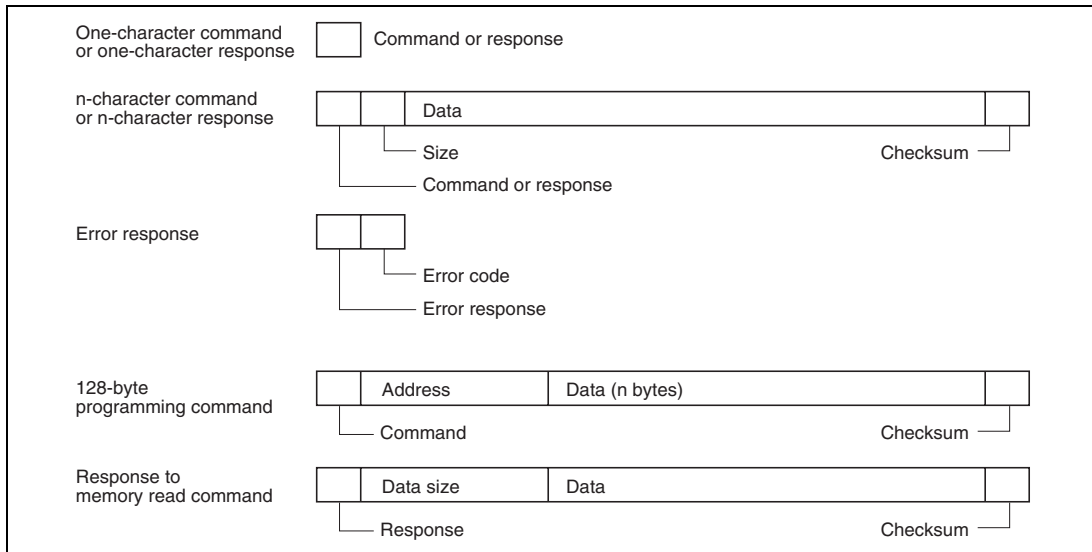 One-character command
or one-character response
Command or response
n-character command
or n-character response
Data
Size
Checksum
Command or response
Error response
Error code
Error response
128-byte
programming command
Address
Data (n bytes)
Command
Checksum
Response to
memory read command
Data size
Data
Response
Checksum